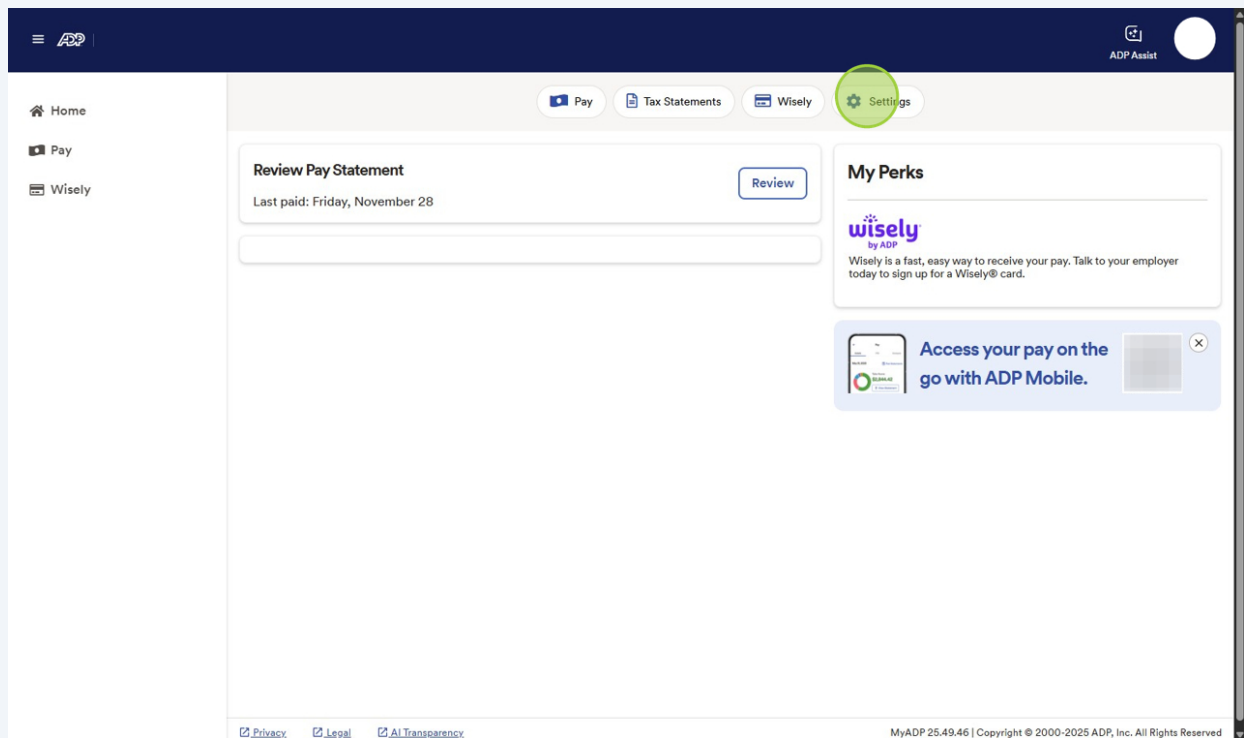 ADP
ADP Assist
Home
Pay
Wisely
Pay
Tax Statements
Wisely
Settings
Review Pay Statement
Last paid: Friday, November 28
Review
My Perks
wisely
by ADP
Wisely is a fast, easy way to receive your pay. Talk to your employer
today to sign up for a Wisely® card.
Access your pay on the
go with ADP Mobile.
Privacy
Legal
AI Transparency
MyADP 25.49.46 | Copyright © 2000-2025 ADP, Inc. All Rights Reserved